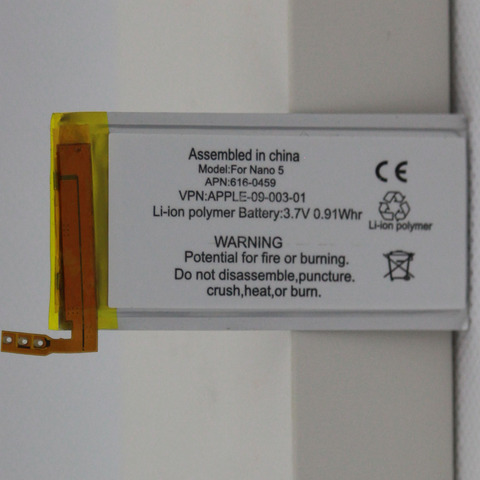 Assembled in china
Model:For Nano 5
APN:616-0459
VPN:APPLE-09-003-01
Li-ion polymer Battery:3.7V 0.91Whr
WARNING
Potential for fire or burning.
Do not disassemble,puncture.
crush,heat,or burn.
CE
Li-ion polymer